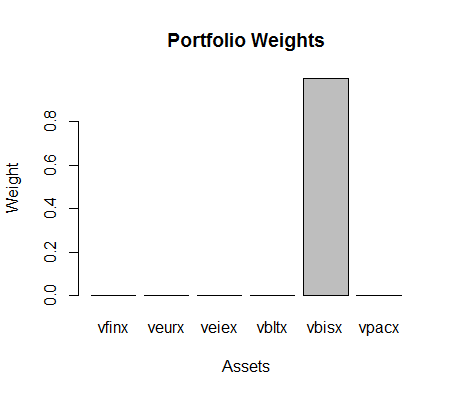 Portfolio Weights
Weight
0.8
0.6
0.4
0.2
0.0
vfinx veurx veiex vbltx vbisx vpacx
Assets